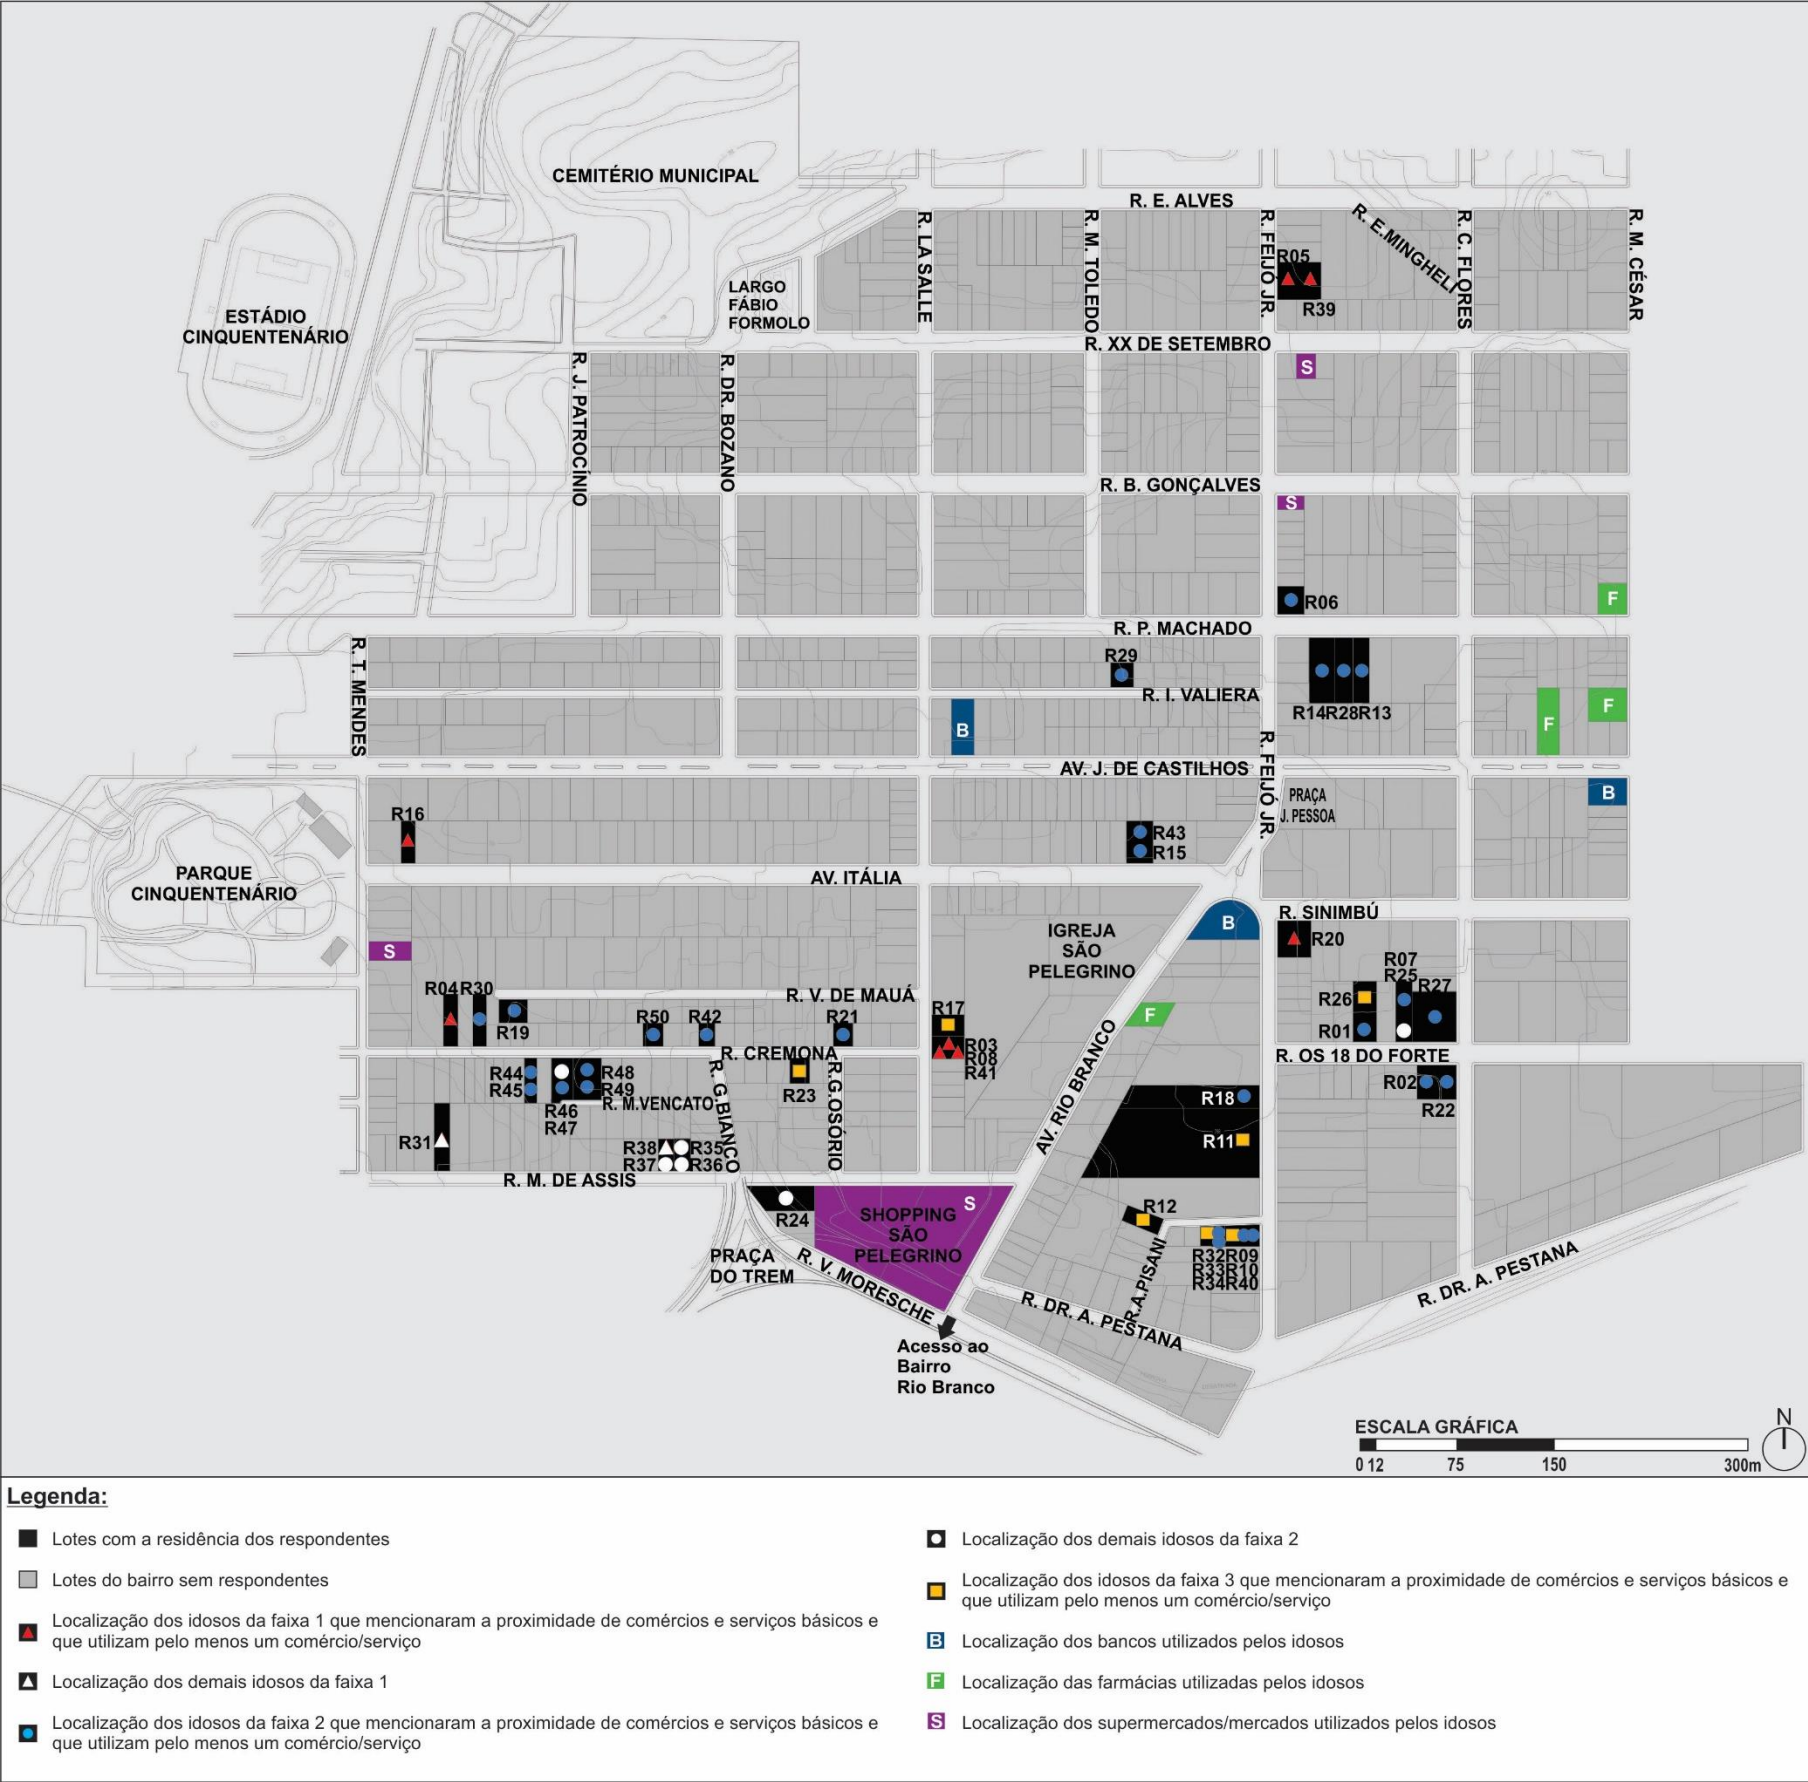 CEMITÉRIO MUNICIPAL
R. E. ALVES
R. LA SALLE
R. M. TOLEDO
R. FEIJÓ JR.
R. E.MINGHELI
R. C. FLORES
R. M. CÉSAR
R05
R39
LARGO
FÁBIO
FORMOLO
ESTÁDIO
CINQUENTENÁRIO
R. XX DE SETEMBRO
R. J. PATROCÍNIO
R. DR. BOZANO
S
R. B. GONÇALVES
S
R06
F
R. P. MACHADO
R. T. MENDES
R29
R. I. VALIERA
R14R28R13
F
F
B
R. FEIJÓ JR.
AV. J. DE CASTILHOS
PRAÇA
J. PESSOA
B
R16
R43
R15
PARQUE
CINQUENTENÁRIO
AV. ITÁLIA
R. SINIMBÚ
B
IGREJA
SÃO
PELEGRINO
R20
S
R07
R25
R27
R04R30
R. V. DE MAUÁ
R26
R19
R50
R42
R21
R17
F
R01
R03
R08
R41
R. CREMONA
R. OS 18 DO FORTE
R44
R45
R48
R49
R46
R47
R. M.VENCATO
R. G.BIANCO
R23
R.G.OSÓRIO
AV. RIO BRANCO
R02
R22
R18
R11
R31
R38
R35
R37
R36
R. M. DE ASSIS
R24
SHOPPING
SÃO
PELEGRINO
S
R12
PRAÇA
DO TREM
R. V. MORESCHE
R.A.PISANI
R32R09
R33R10
R34R40
R. DR. A. PESTANA
R. DR. A. PESTANA
Acesso ao
Bairro
Rio Branco
ESCALA GRÁFICA
N
0 12 75 150 300m
Legenda:
Lotes com a residência dos respondentes
Lotes do bairro sem respondentes
Localização dos idosos da faixa 1 que mencionaram a proximidade de comércios e serviços básicos e
que utilizam pelo menos um comércio/serviço
Localização dos demais idosos da faixa 1
Localização dos idosos da faixa 2 que mencionaram a proximidade de comércios e serviços básicos e
que utilizam pelo menos um comércio/serviço
Localização dos demais idosos da faixa 2
Localização dos idosos da faixa 3 que mencionaram a proximidade de comércios e serviços básicos e
que utilizam pelo menos um comércio/serviço
B Localização dos bancos utilizados pelos idosos
F Localização das farmácias utilizadas pelos idosos
S Localização dos supermercados/mercados utilizados pelos idosos